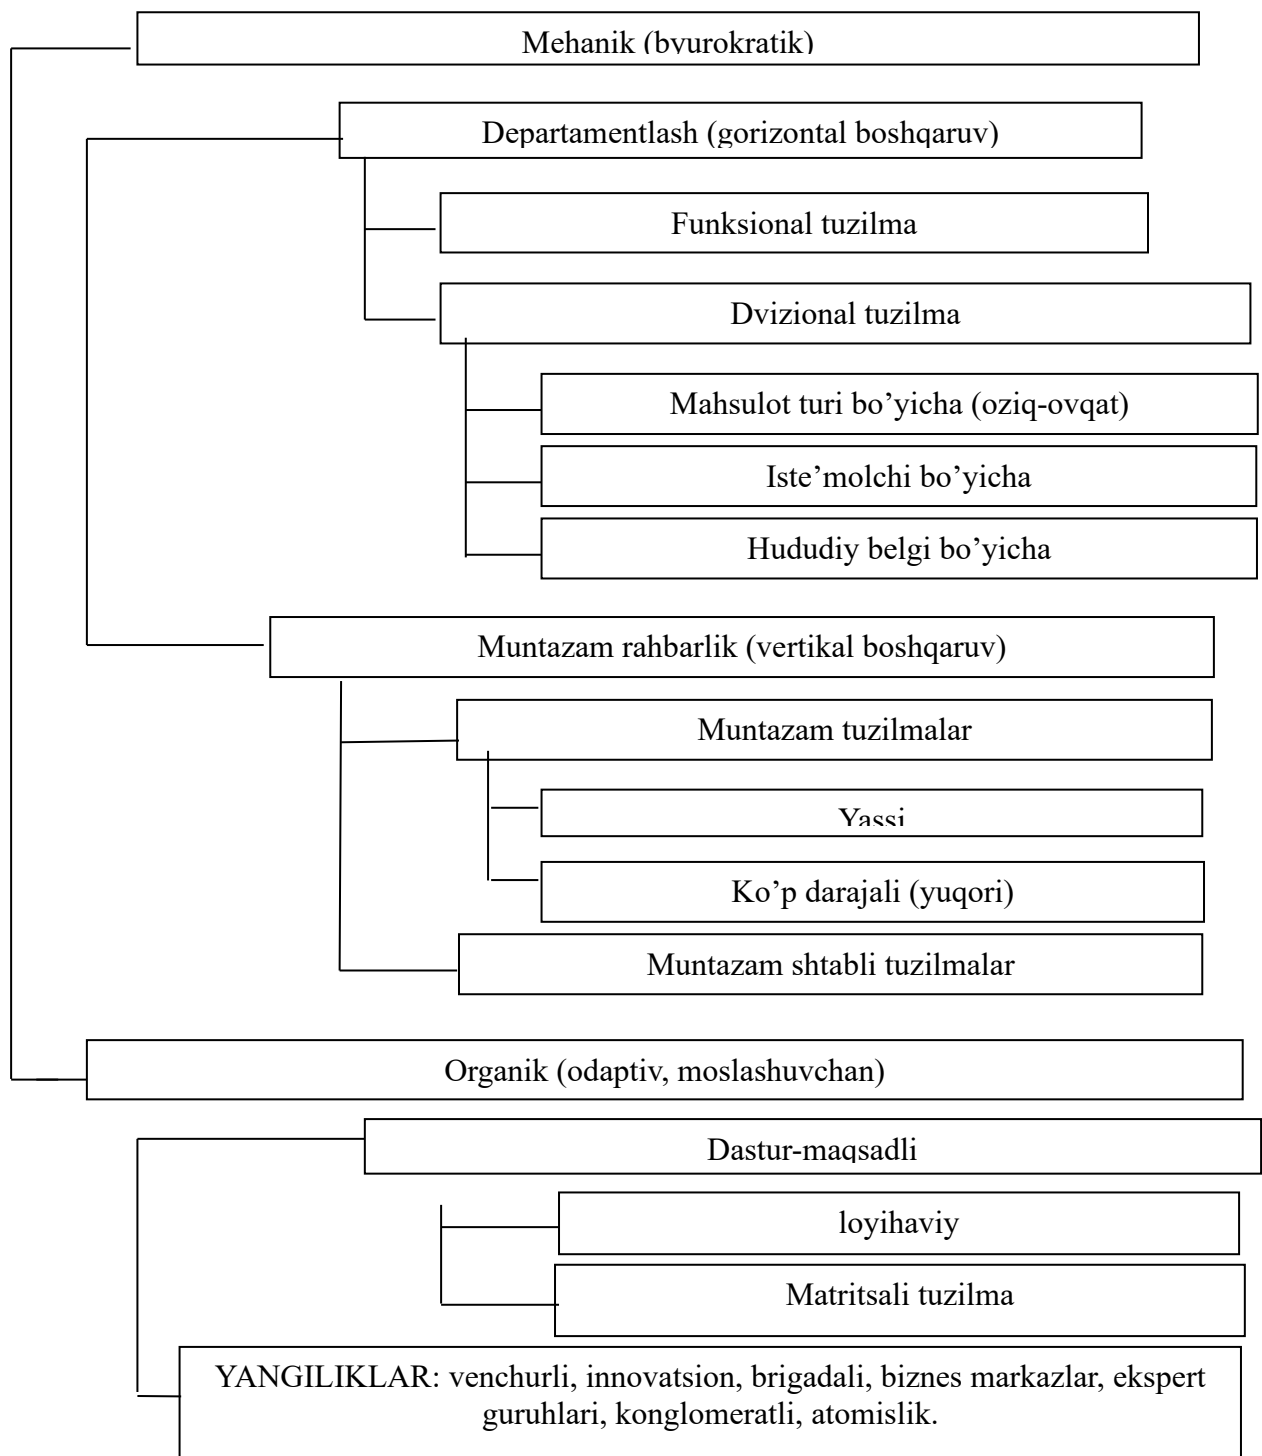 Mehanik (byurokratik)
Departamentlash (gorizontal boshqaruv)
Funksional tuzilma
Dvizional tuzilma
Mahsulot turi bo’yicha (oziq-ovqat)
Iste’molchi bo’yicha
Hududiy belgi bo’yicha
Muntazam rahbarlik (vertikal boshqaruv)
Muntazam tuzilmalar
Yassi
Ko’p darajali (yuqori)
Muntazam shtabli tuzilmalar
Organik (odaptiv, moslashuvchan)
Dastur-maqsadli
loyihaviy
Matritsali tuzilma
YANGILIKLAR: venchurli, innovatsion, brigadali, biznes markazlar, ekspert
guruhlari, konglomeratli, atomislik.